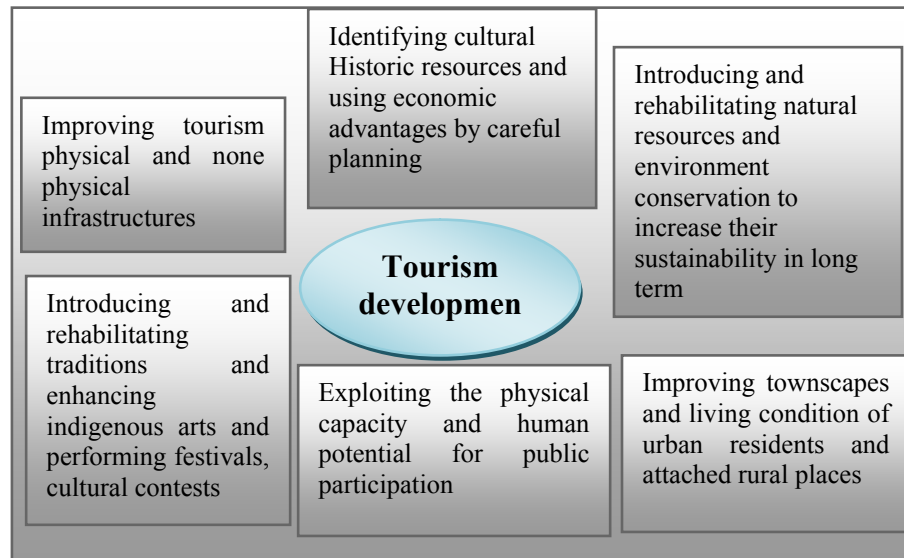 Identifying cultural
Historic resources and
using economic
advantages by careful
planning
Introducing and
rehabilitating natural
resources and
environment
conservation to
increase their
sustainability in long
term
Improving tourism
physical and none
physical
infrastructures
Tourism
developmen
Introducing and
rehabilitating
traditions and
enhancing
indigenous arts and
performing festivals,
cultural contests
Exploiting the physical
capacity and human
potential for public
participation
Improving townscapes
and living condition of
urban residents and
attached rural places